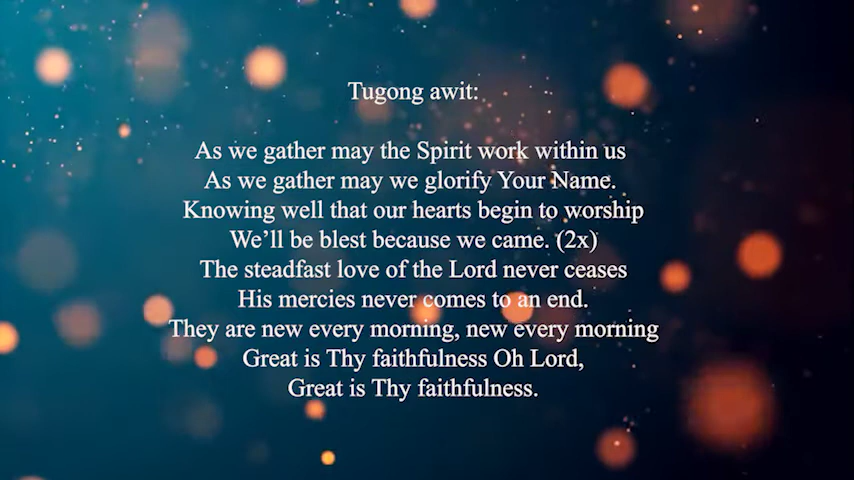 Tugong awit:
As we gather may the Spirit work within us
As we gather may we glorify Your Name.
Knowing well that our hearts begin to worship
We’ll be blest because we came. (2x)
The steadfast love of the Lord never ceases
His mercies never comes to an end.
They are new every morning, new every morning
Great is Thy faithfulness Oh Lord,
Great is Thy faithfulness.